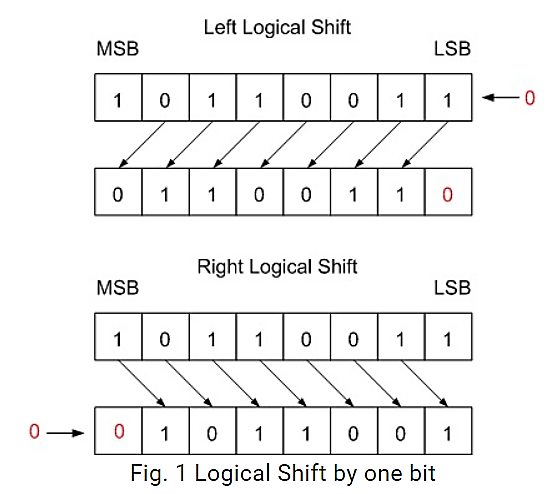 Left Logical Shift
MSB LSB
1 0 1 1 0 0 1 1 0
0 1 1 0 0 1 1 0
Right Logical Shift
MSB LSB
1 0 1 1 0 0 1 1
0 0 1 0 1 1 0 0 1
Fig. 1 Logical Shift by one bit